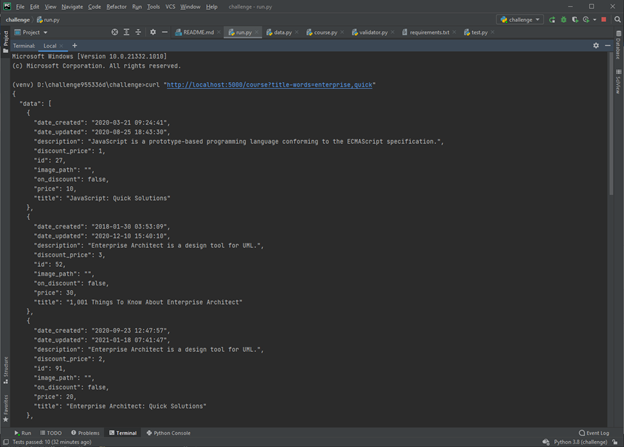 File Edit View Navigate Code Refactor Run Tools VCS Window Help challenge - run.py
challenge run.py challenge
Project README.md run.py data.py course.py validator.py requirements.txt test.py
Terminal Local +
Microsoft Windows [Version 10.0.21332.1010]
(c) Microsoft Corporation. All rights reserved.
(venv) D:\challenge955336d\challenge>curl "http://localhost:5000/course?title-words=enterprise,quick"
{
"data": [
{
"date_created": "2020-03-21 09:24:41",
"date_updated": "2020-08-25 18:43:30",
"description": "JavaScript is a prototype-based programming language conforming to the ECMAScript specification.",
"discount_price": 1,
"id": 27,
"image_path": "",
"on_discount": false,
"price": 10,
"title": "JavaScript: Quick Solutions"
},
{
"date_created": "2018-01-30 03:53:09",
"date_updated": "2020-12-10 15:40:10",
"description": "Enterprise Architect is a design tool for UML.",
"discount_price": 3,
"id": 52,
"image_path": "",
"on_discount": false,
"price": 30,
"title": "1,001 Things To Know About Enterprise Architect"
},
{
"date_created": "2020-09-23 12:47:57",
"date_updated": "2021-01-18 07:41:47",
"description": "Enterprise Architect is a design tool for UML.",
"discount_price": 2,
"id": 91,
"image_path": "",
"on_discount": false,
"price": 20,
"title": "Enterprise Architect: Quick Solutions"
},
Project
Structure
Favorites
Database
SciView
Run TODO Problems Terminal Python Console Event Log
Tests passed: 10 (32 minutes ago) Python 3.8 (challenge)